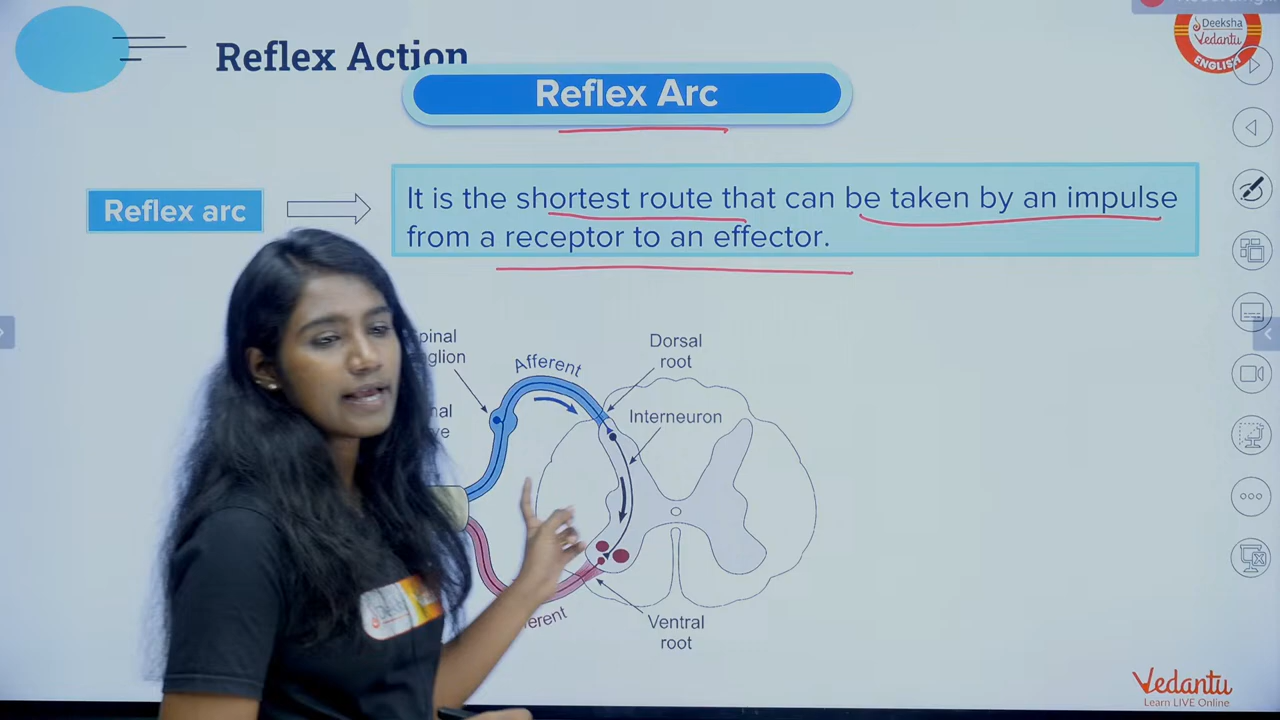 Recording...
Deeksha
Vedantu
ENGLISH
Reflex Action
Reflex Arc
Reflex arc
It is the shortest route that can be taken by an impulse
from a receptor to an effector.
Afferent
Dorsal
root
Interneuron
Ventral
root
Vedantu
Learn LIVE Online